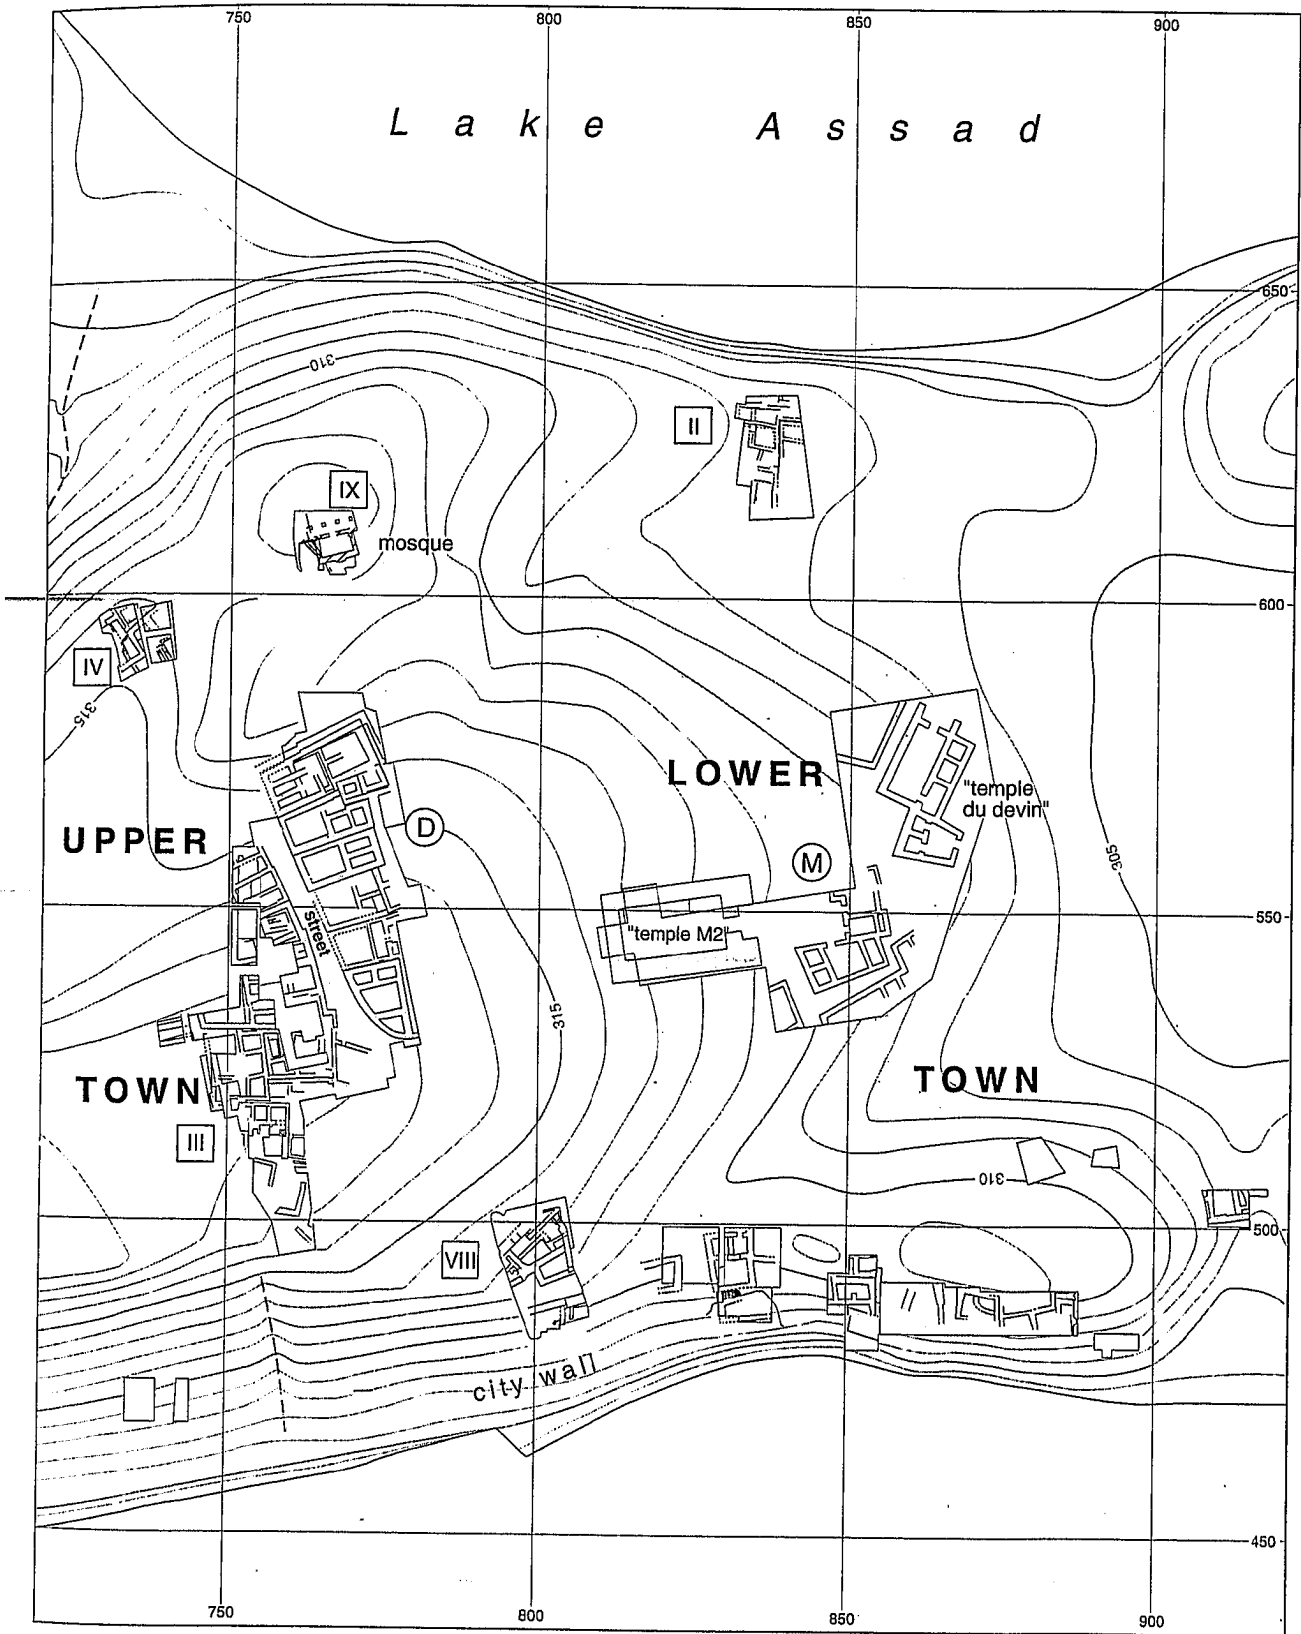 750 800 850 900
Lake Assad
650
310
II
IX
mosque
600
IV
315
LOWER
"temple
du devin"
UPPER
D
M
305
550
street
"temple M2"
315
TOWN
TOWN
III
310
500
VIII
city wall
450
750 800 850 900